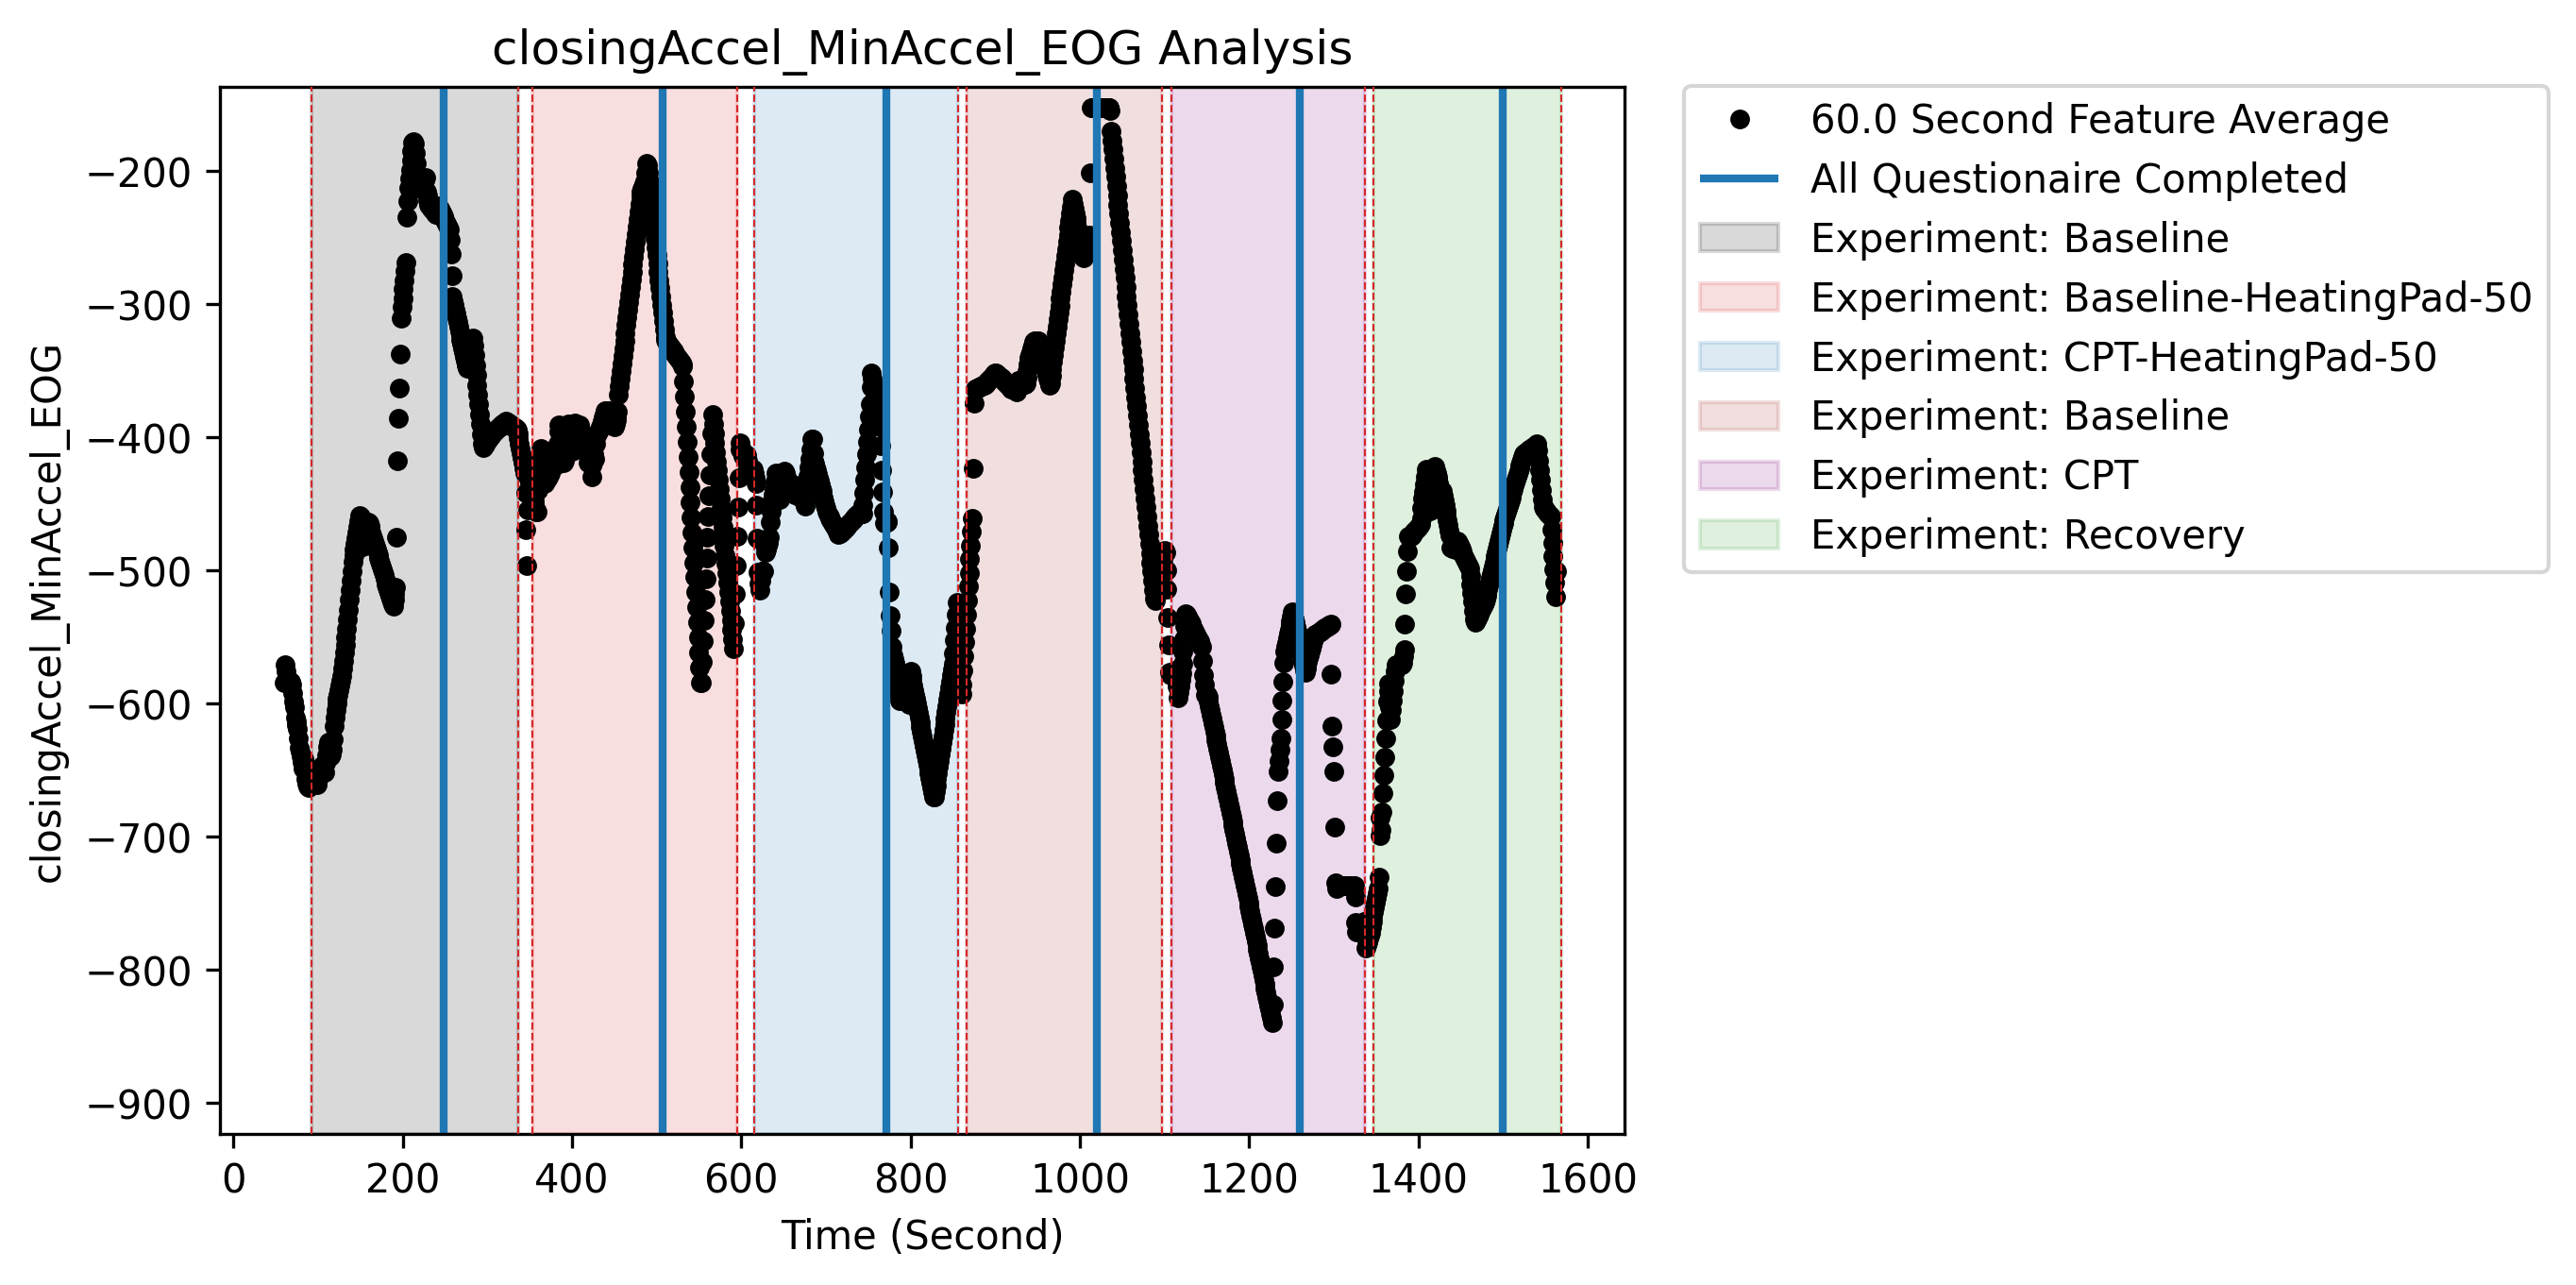 closingAccel_MinAccel_EOG Analysis
closingAccel_MinAccel_EOG
−200
−300
−400
−500
−600
−700
−800
−900
0 200 400 600 800 1000 1200 1400 1600
Time (Second)
60.0 Second Feature Average
All Questionaire Completed
Experiment: Baseline
Experiment: Baseline-HeatingPad-50
Experiment: CPT-HeatingPad-50
Experiment: Baseline
Experiment: CPT
Experiment: Recovery